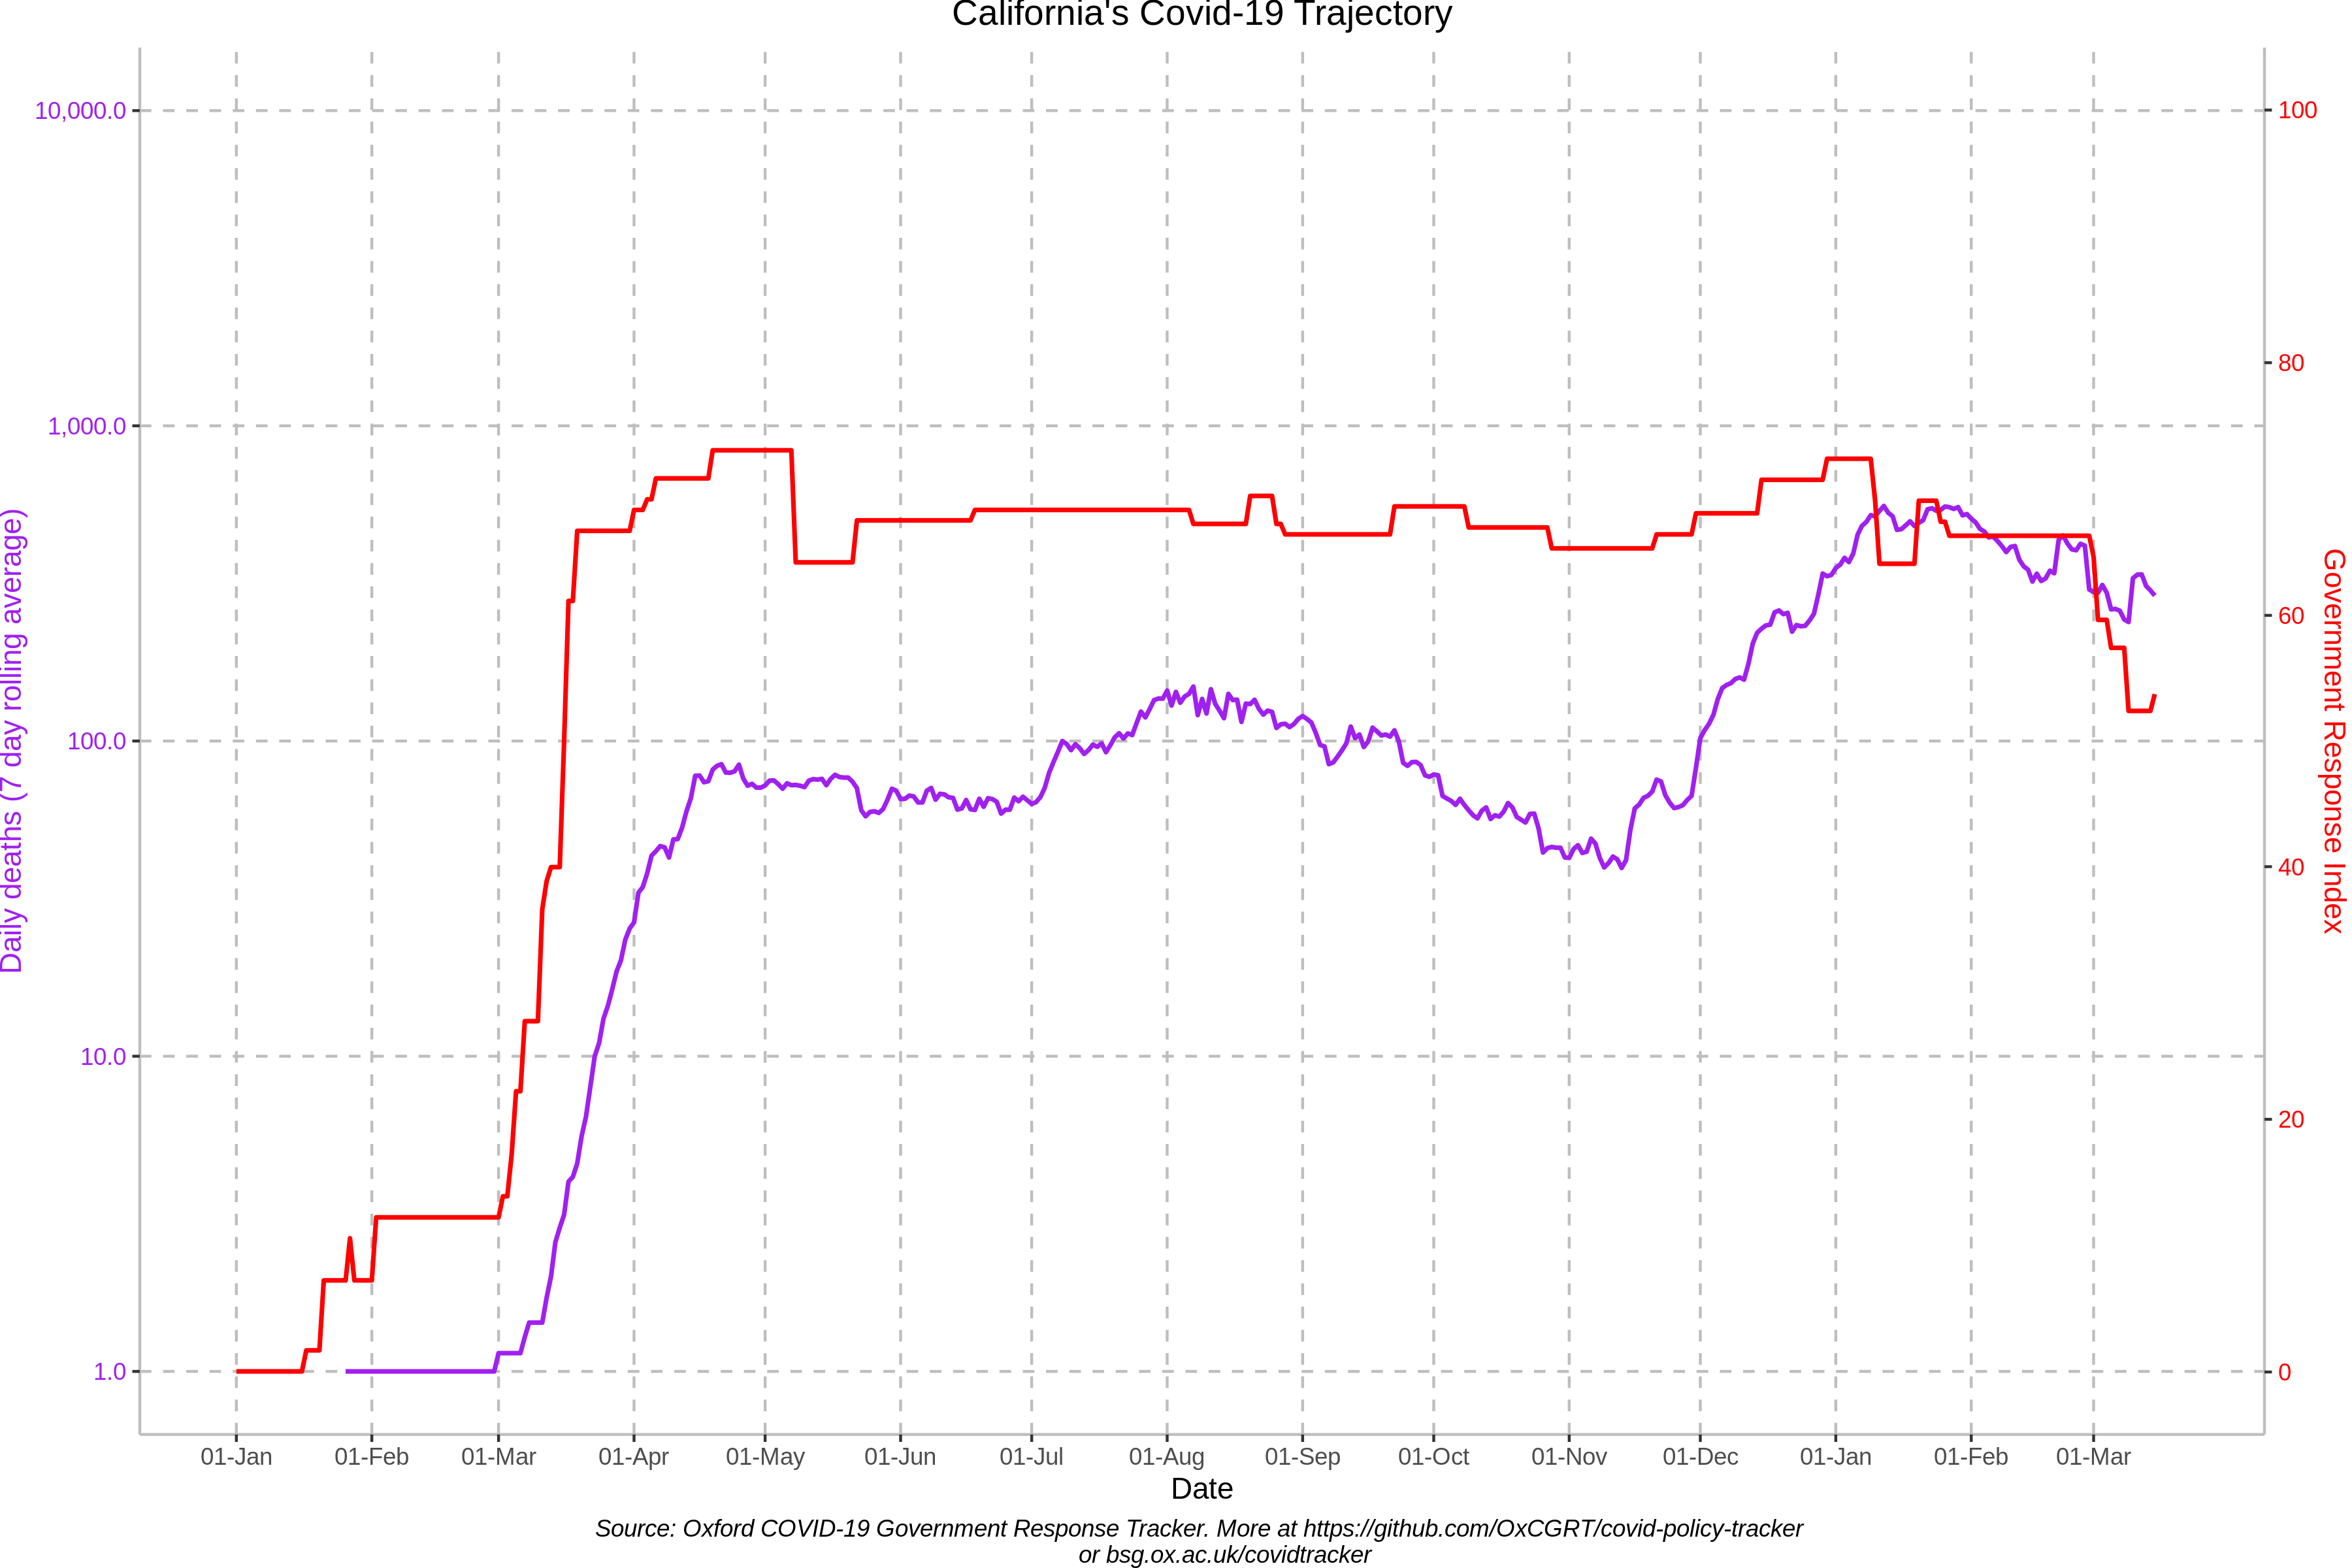 California's Covid-19 Trajectory
10,000.0
1,000.0
100.0
10.0
1.0
Daily deaths (7 day rolling average)
100
80
60
40
20
0
Government Response Index
01-Jan 01-Feb 01-Mar 01-Apr 01-May 01-Jun 01-Jul 01-Aug 01-Sep 01-Oct 01-Nov 01-Dec 01-Jan 01-Feb 01-Mar
Date
Source: Oxford COVID-19 Government Response Tracker. More at https://github.com/OxCGRT/covid-policy-tracker
or bsg.ox.ac.uk/covidtracker